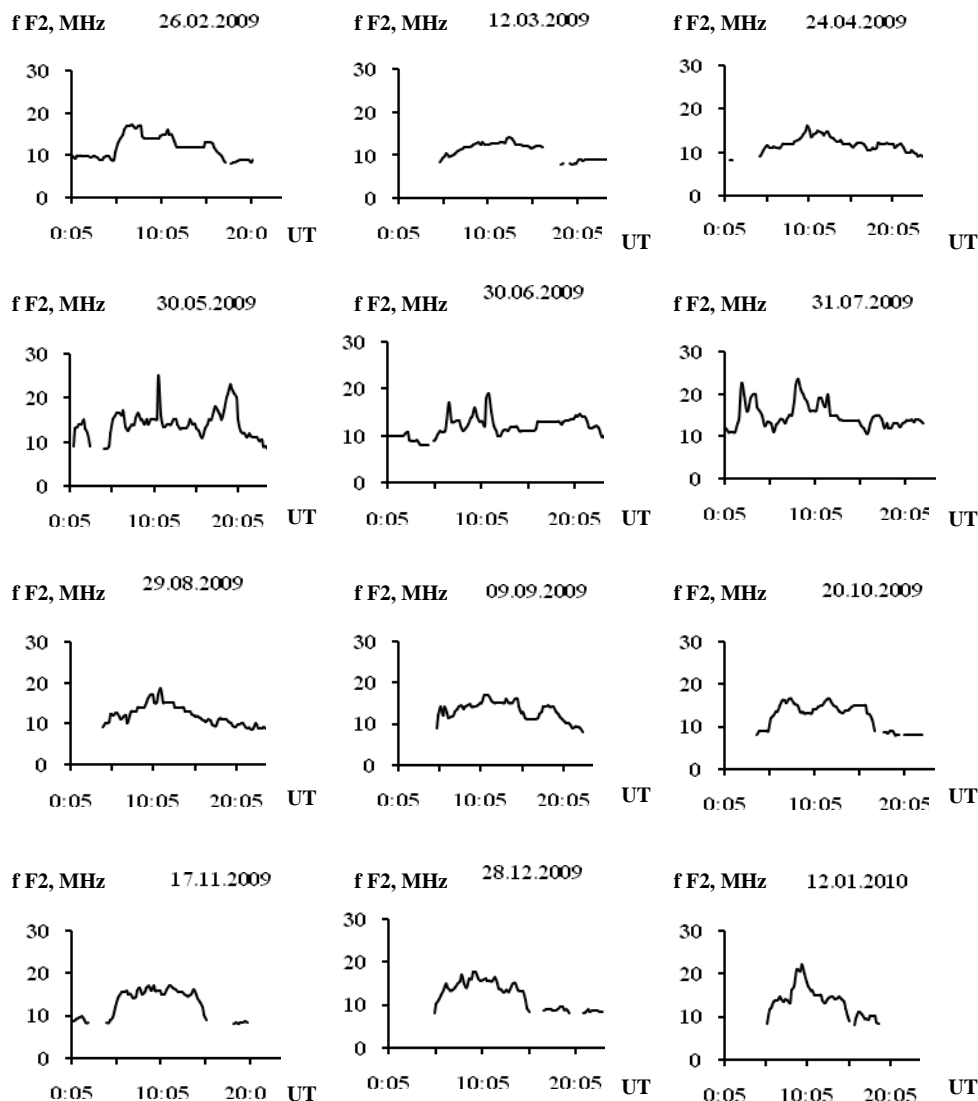 f F2, MHz 26.02.2009 f F2, MHz 12.03.2009 f F2, MHz 24.04.2009
30 30 30
20 20 20
10 10 10
0 0 0
0:05 10:05 20:0 UT 0:05 10:05 20:05 UT 0:05 10:05 20:05 UT
f F2, MHz 30.05.2009 f F2, MHz 30.06.2009 f F2, MHz 31.07.2009
30 30 30
20 20 20
10 10 10
0 0 0
0:05 10:05 20:05 UT 0:05 10:05 20:05 UT 0:05 10:05 20:05 UT
f F2, MHz 29.08.2009 f F2, MHz 09.09.2009 f F2, MHz 20.10.2009
30 30 30
20 20 20
10 10 10
0 0 0
0:05 10:05 20:05 UT 0:05 10:05 20:05 UT 0:05 10:05 20:05 UT
f F2, MHz 17.11.2009 f F2, MHz 28.12.2009 f F2, MHz 12.01.2010
30 30 30
20 20 20
10 10 10
0 0 0
0:05 10:05 20:0 UT 0:05 10:05 20:05 UT 0:05 10:05 20:05 UT